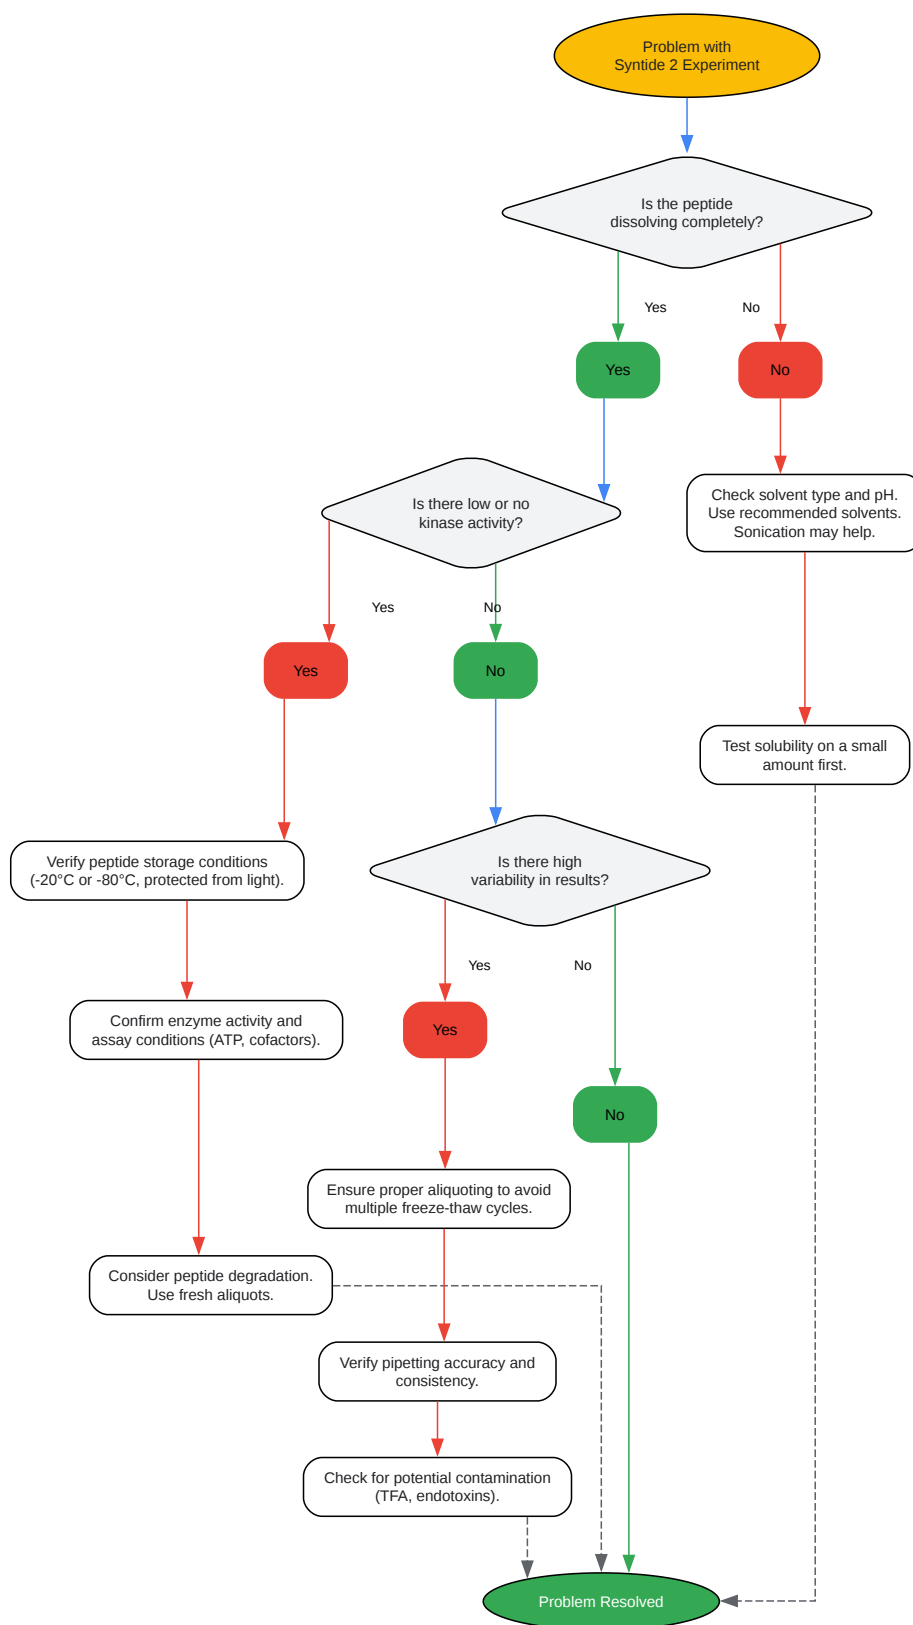 Problem with
Syntide 2 Experiment
Is the peptide
dissolving completely?
Yes
No
Yes
No
Is there low or no
kinase activity?
Check solvent type and pH.
Use recommended solvents.
Sonication may help.
Yes
No
Yes
No
Test solubility on a small
amount first.
Verify peptide storage conditions
(-20°C or -80°C, protected from light).
Is there high
variability in results?
Yes
No
Confirm enzyme activity and
assay conditions (ATP, cofactors).
Yes
No
Ensure proper aliquoting to avoid
multiple freeze-thaw cycles.
Consider peptide degradation.
Use fresh aliquots.
Verify pipetting accuracy and
consistency.
Check for potential contamination
(TFA, endotoxins).
Problem Resolved